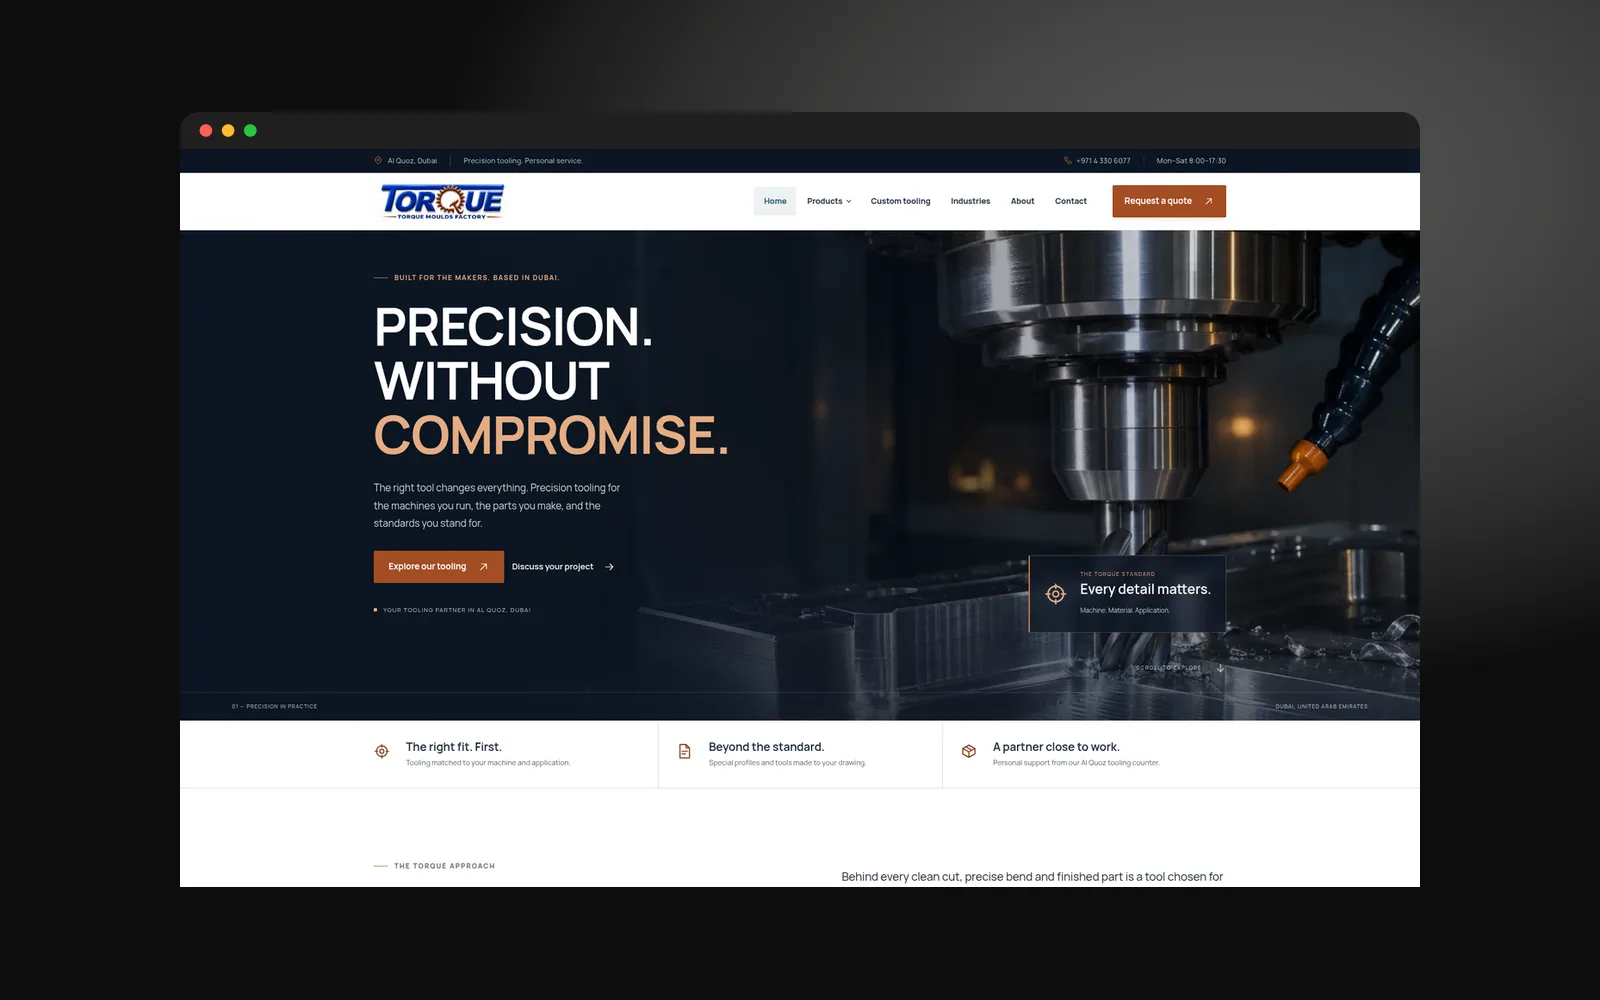 Al Quoz, Dubai
Precision tooling. Personal service.
+971 4 330 6077
Mon–Sat 8:00–17:30
TORQUE
TORQUE MOULDS FACTORY
Home
Products
Custom tooling
Industries
About
Contact
Request a quote
BUILT FOR THE MAKERS. BASED IN DUBAI.
PRECISION.
WITHOUT
COMPROMISE.
The right tool changes everything. Precision tooling for
the machines you run, the parts you make, and the
standards you stand for.
Explore our tooling
Discuss your project
YOUR TOOLING PARTNER IN AL QUOZ, DUBAI
THE TORQUE STANDARD
Every detail matters.
Machine. Material. Application.
SCROLL TO EXPLORE
01 — PRECISION IN PRACTICE
DUBAI, UNITED ARAB EMIRATES
The right fit. First.
Tooling matched to your machine and application.
Beyond the standard.
Special profiles and tools made to your drawing.
A partner close to work.
Personal support from our Al Quoz tooling counter.
THE TORQUE APPROACH
Behind every clean cut, precise bend and finished part is a tool chosen for